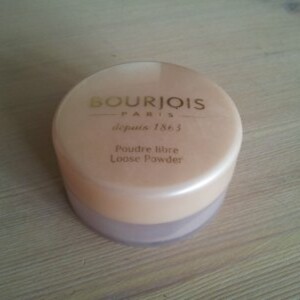 BOURJOIS
PARIS
depuis 1863
Poudre libre
Loose Powder